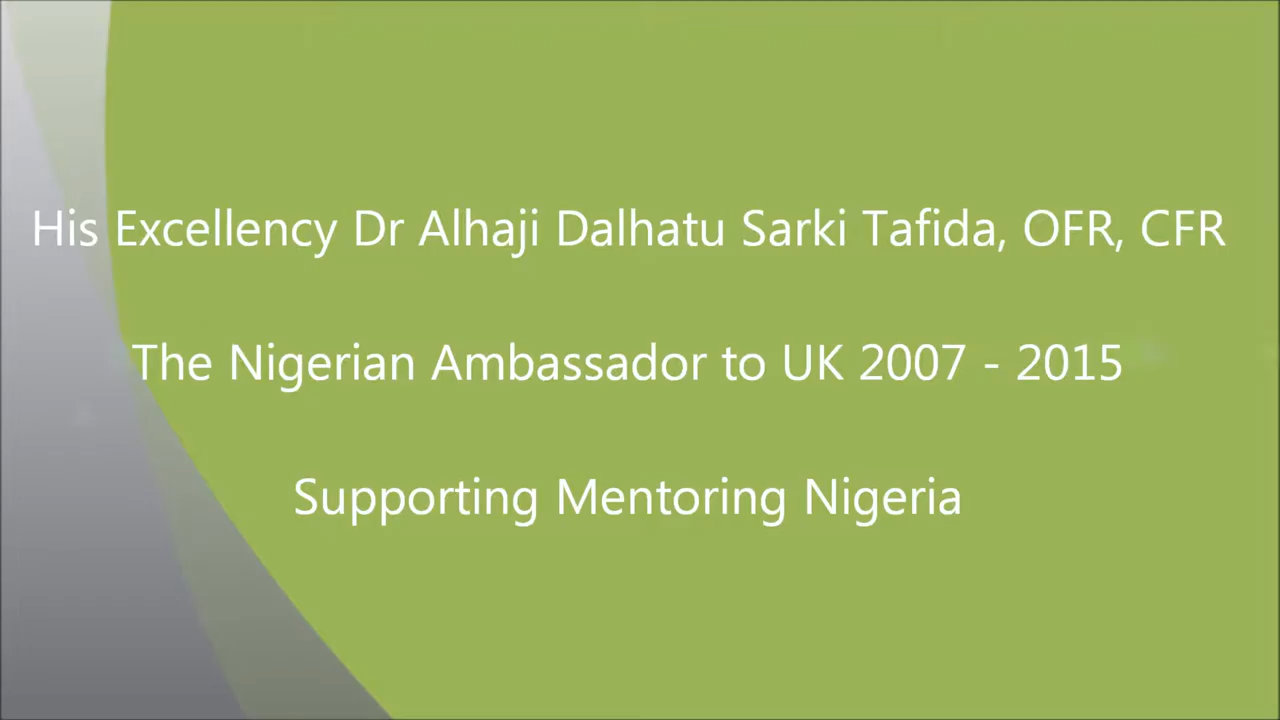 His Excellency Dr Alhaji Dalhatu Sarki Tafida, OFR, CFR
The Nigerian Ambassador to UK 2007 - 2015
Supporting Mentoring Nigeria